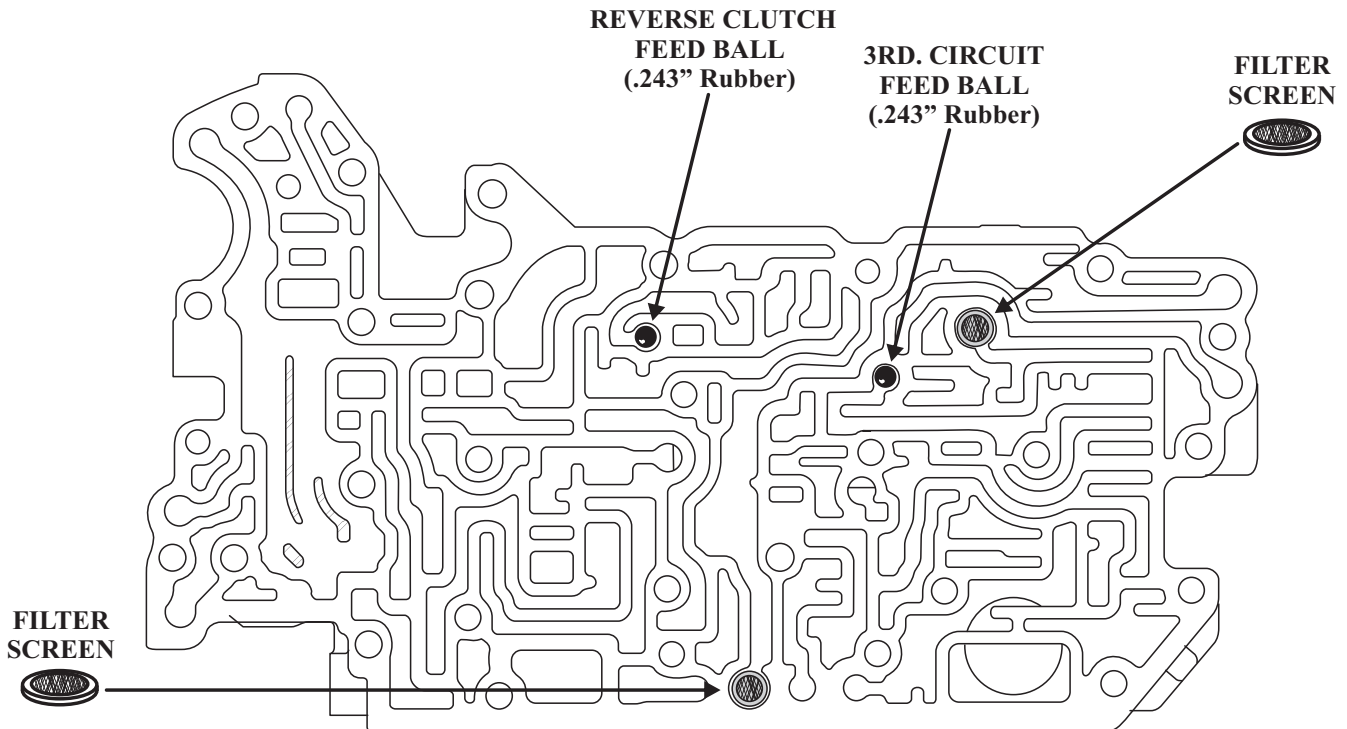 REVERSE CLUTCH
FEED BALL
(.243” Rubber)
3RD. CIRCUIT
FEED BALL
(.243” Rubber)
FILTER
SCREEN
FILTER
SCREEN